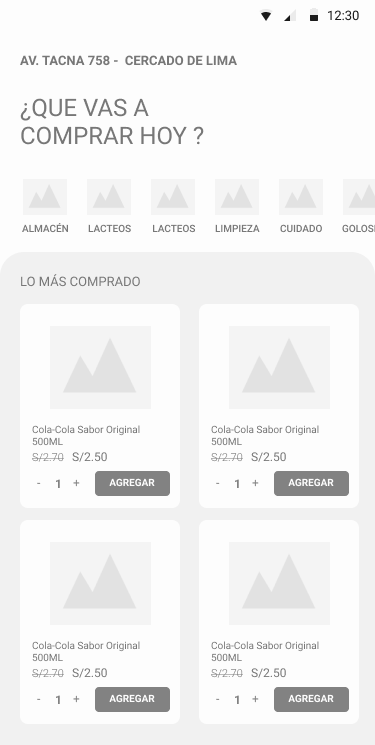 12:30
AV. TACNA 758 -  CERCADO DE LIMA
¿QUE VAS A
COMPRAR HOY ?
ALMACÉN LACTEOS LACTEOS LIMPIEZA CUIDADO GOLOS
LO MÁS COMPRADO
Cola-Cola Sabor Original
500ML
S/2.70 S/2.50
- 1 + AGREGAR
Cola-Cola Sabor Original
500ML
S/2.70 S/2.50
- 1 + AGREGAR
Cola-Cola Sabor Original
500ML
S/2.70 S/2.50
- 1 + AGREGAR
Cola-Cola Sabor Original
500ML
S/2.70 S/2.50
- 1 + AGREGAR